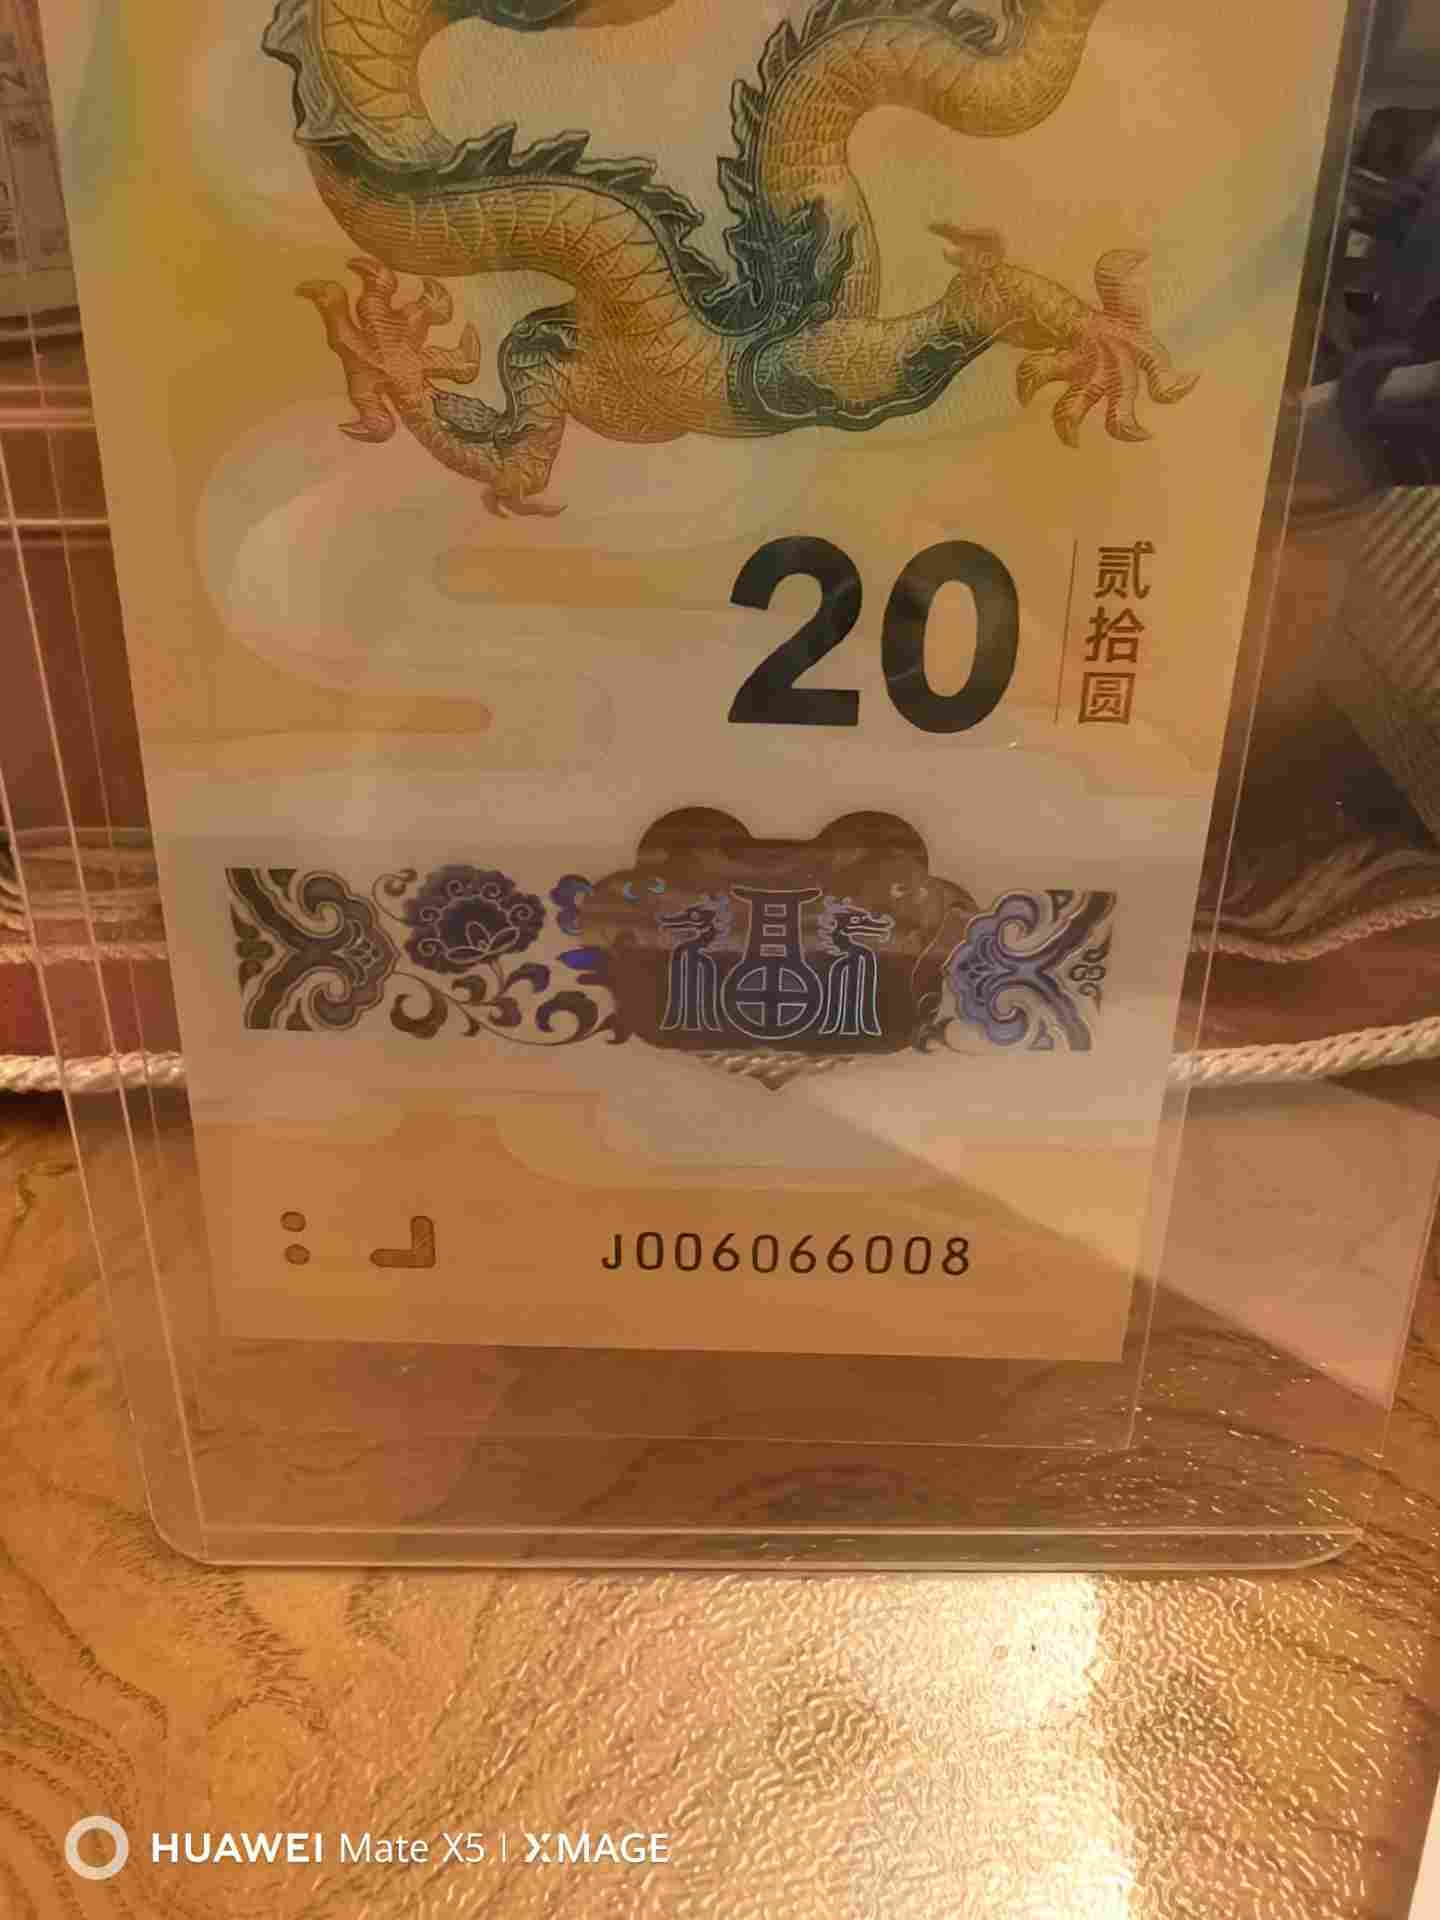 20
贰拾圆
福
J006066008
HUAWEI Mate X5 | XMAGE